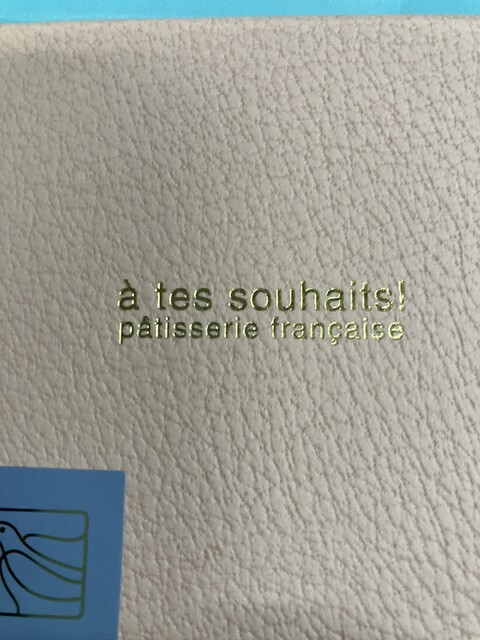 à tes souhaits!
pâtisserie française